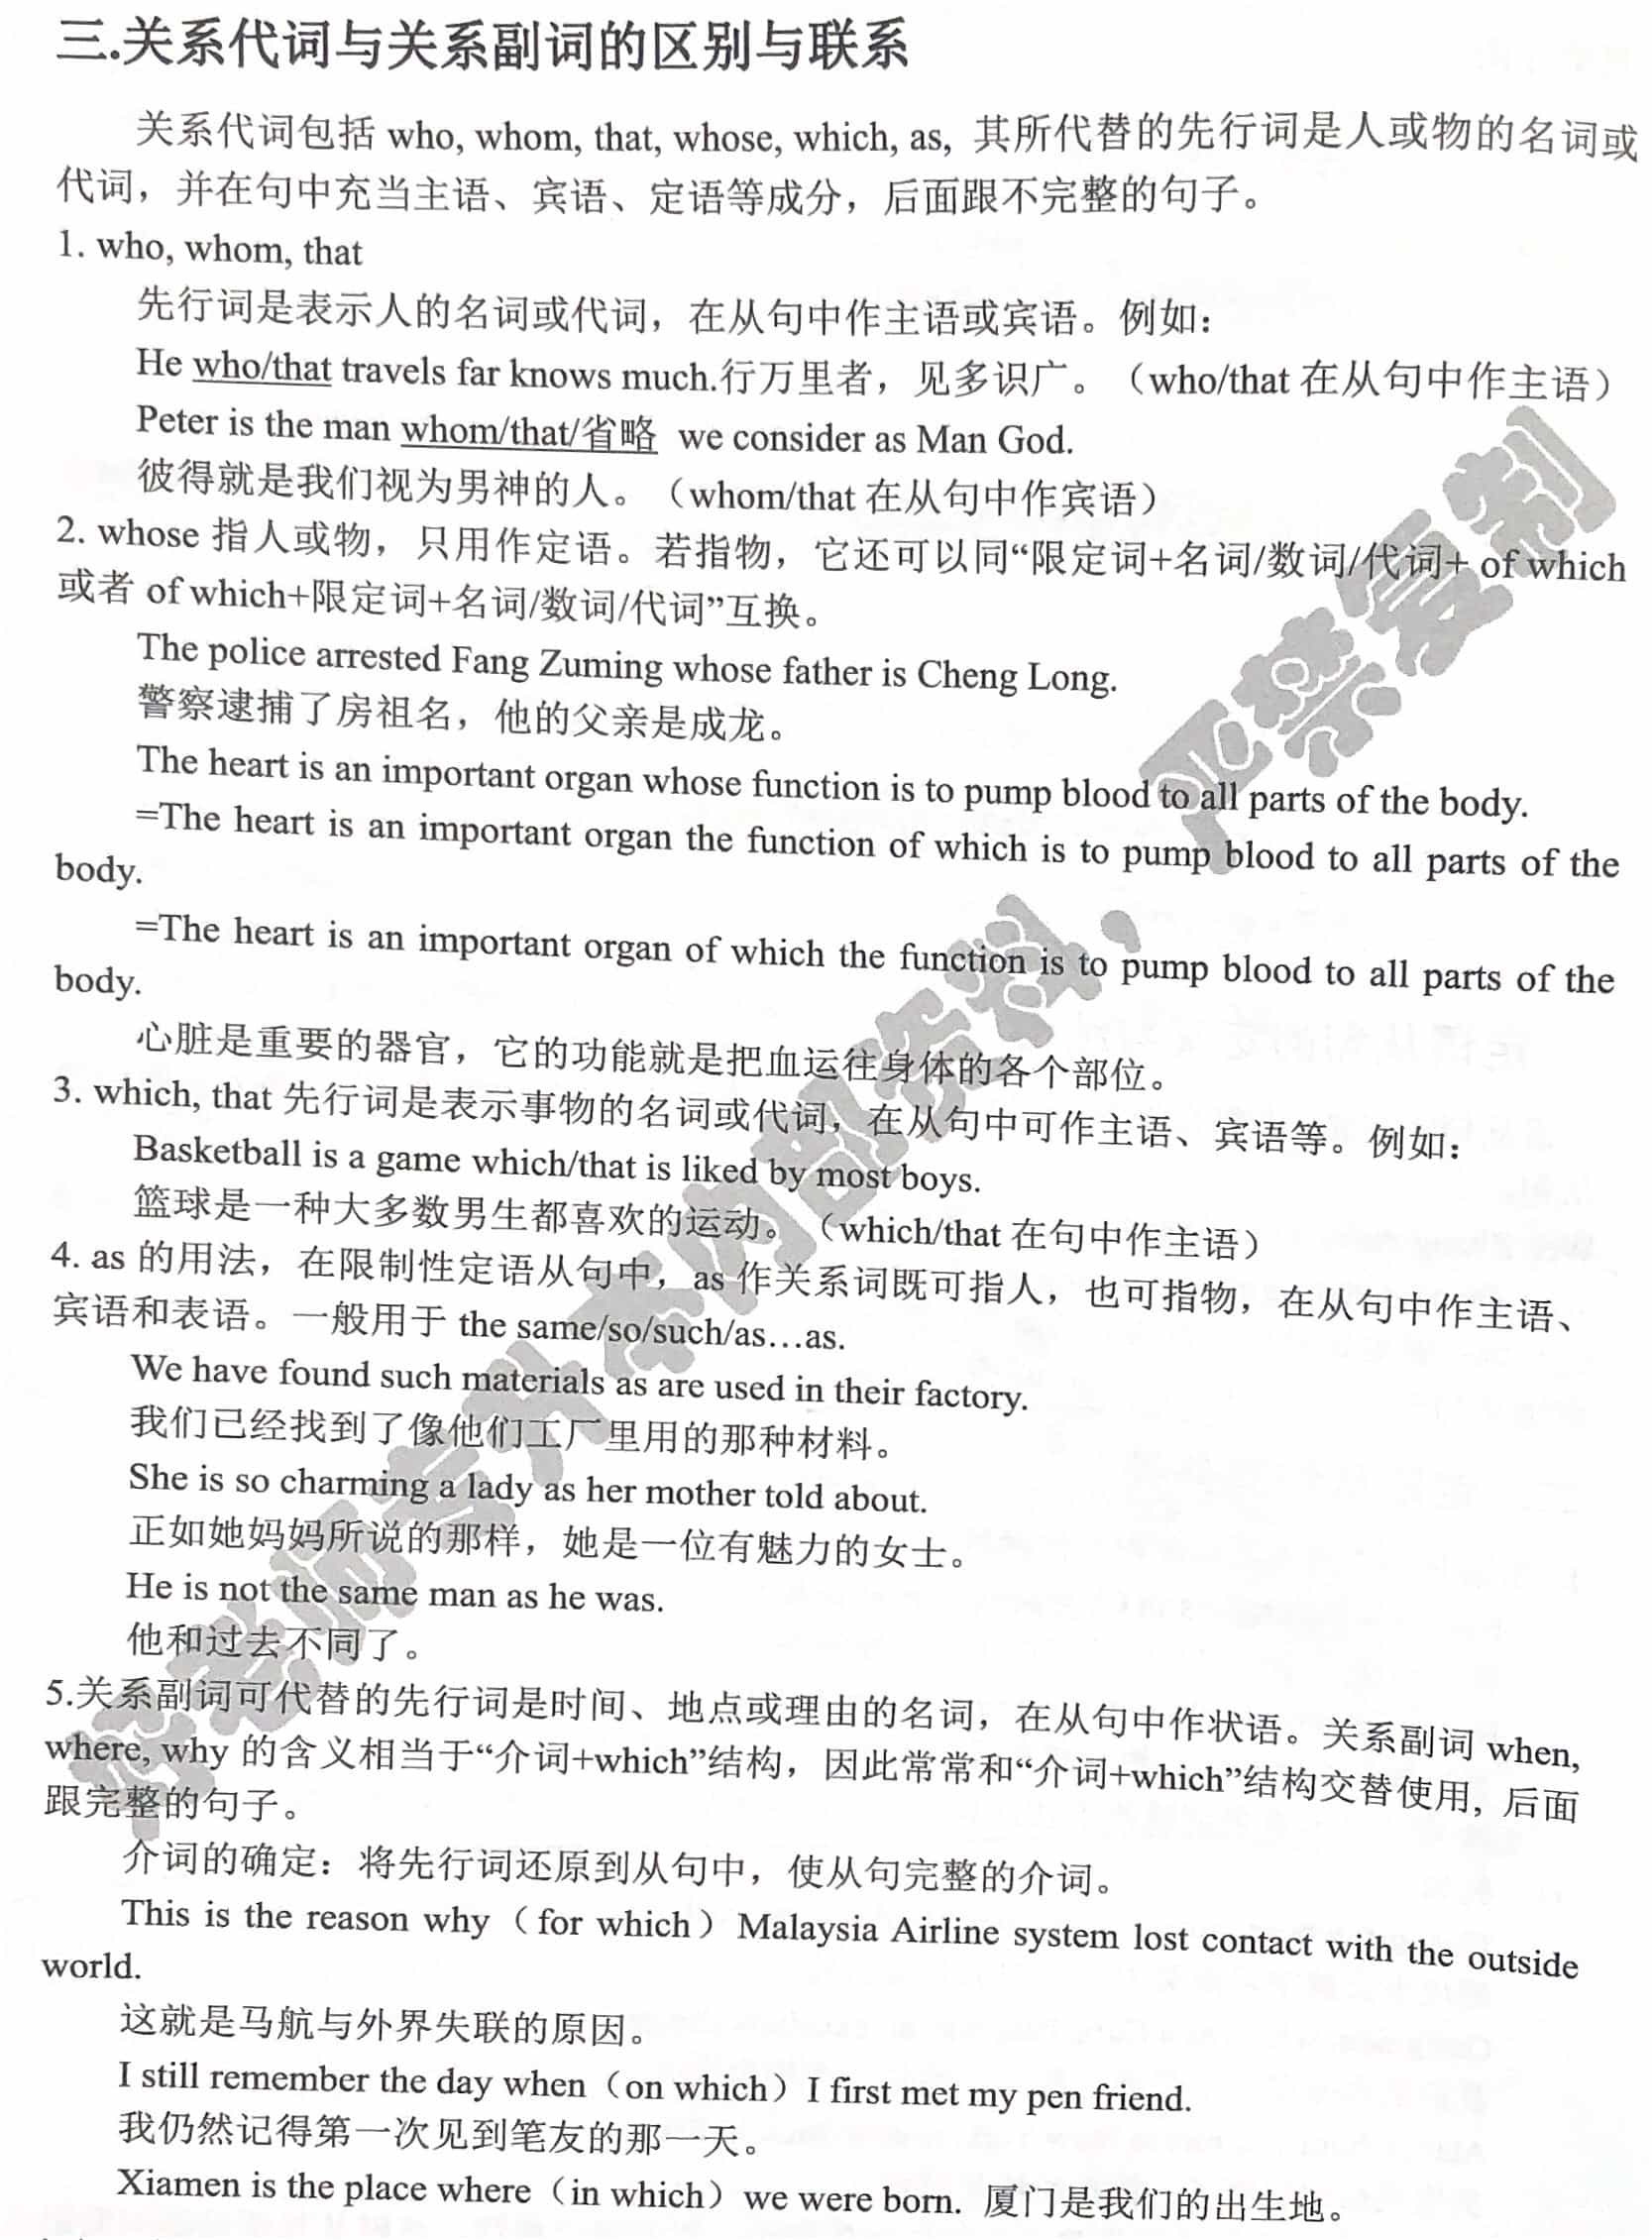 三.关系代词与关系副词的区别与联系
关系代词包括 who, whom, that, whose, which, as, 其所代替的先行词是人或物的名词或
代词，并在句中充当主语、宾语、定语等成分，后面跟不完整的句子。
1. who, whom, that
先行词是表示人的名词或代词，在从句中作主语或宾语。例如：
He who/that travels far knows much.行万里者，见多识广。（who/that 在从句中作主语）
Peter is the man whom/that/省略 we consider as Man God.
彼得就是我们视为男神的人。（whom/that 在从句中作宾语）
2. whose 指人或物，只用作定语。若指物，它还可以同“限定词+名词/数词/代词+ of which
或者 of which+限定词+名词/数词/代词”互换。
The police arrested Fang Zuming whose father is Cheng Long.
警察逮捕了房祖名，他的父亲是成龙。
The heart is an important organ whose function is to pump blood to all parts of the body.
=The heart is an important organ the function of which is to pump blood to all parts of the
body.
=The heart is an important organ of which the function is to pump blood to all parts of the
body.
心脏是重要的器官，它的功能就是把血运往身体的各个部位。
3. which, that 先行词是表示事物的名词或代词，在从句中可作主语、宾语等。例如：
Basketball is a game which/that is liked by most boys.
篮球是一种大多数男生都喜欢的运动。（which/that 在句中作主语）
4. as 的用法，在限制性定语从句中，as 作关系词既可指人，也可指物，在从句中作主语、
宾语和表语。一般用于 the same/so/such/as…as.
We have found such materials as are used in their factory.
我们已经找到了像他们工厂里用的那种材料。
She is so charming a lady as her mother told about.
正如她妈妈所说的那样，她是一位有魅力的女士。
He is not the same man as he was.
他和过去不同了。
5.关系副词可代替的先行词是时间、地点或理由的名词，在从句中作状语。关系副词 when,
where, why 的含义相当于“介词+which”结构，因此常常和“介词+which”结构交替使用, 后面
跟完整的句子。
介词的确定：将先行词还原到从句中，使从句完整的介词。
This is the reason why（for which）Malaysia Airline system lost contact with the outside
world.
这就是马航与外界失联的原因。
I still remember the day when（on which）I first met my pen friend.
我仍然记得第一次见到笔友的那一天。
Xiamen is the place where（in which）we were born. 厦门是我们的出生地。
老师专升本内部资料，严禁复制